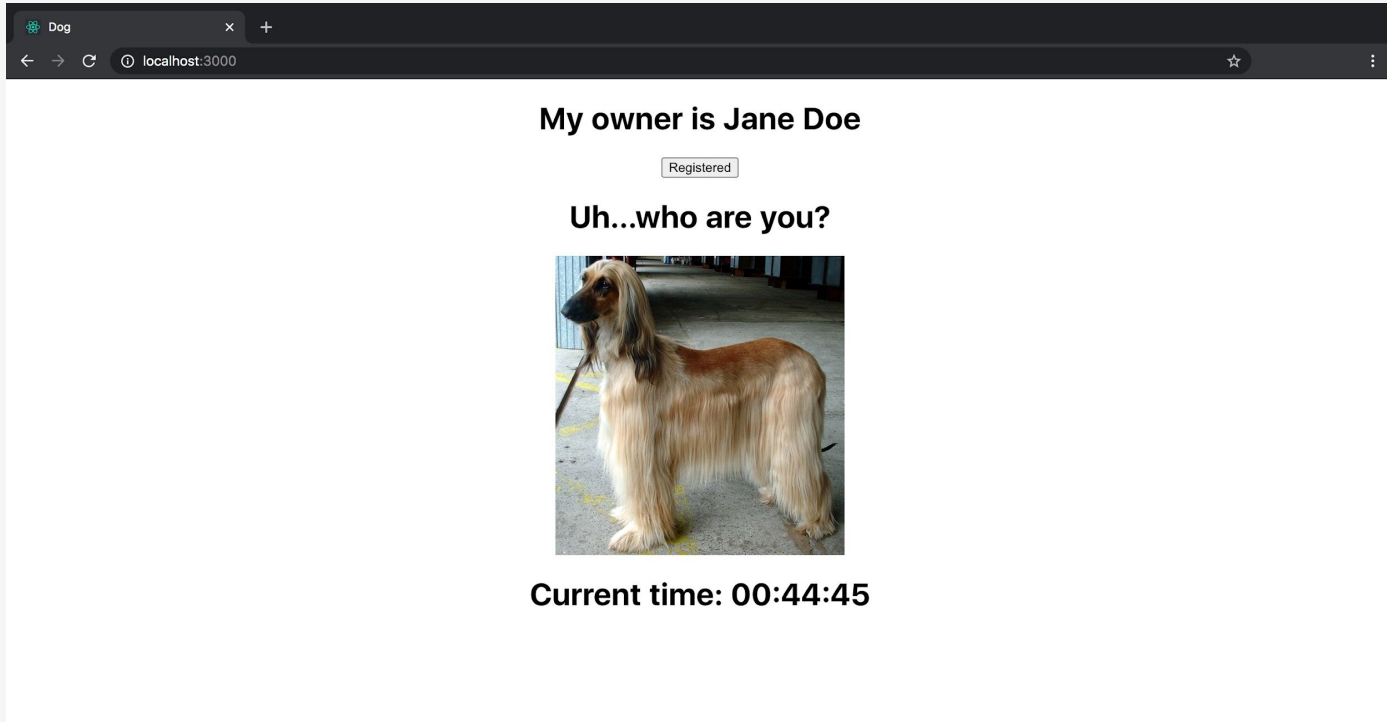 Dog
localhost:3000
My owner is Jane Doe
Registered
Uh...who are you?
Current time: 00:44:45